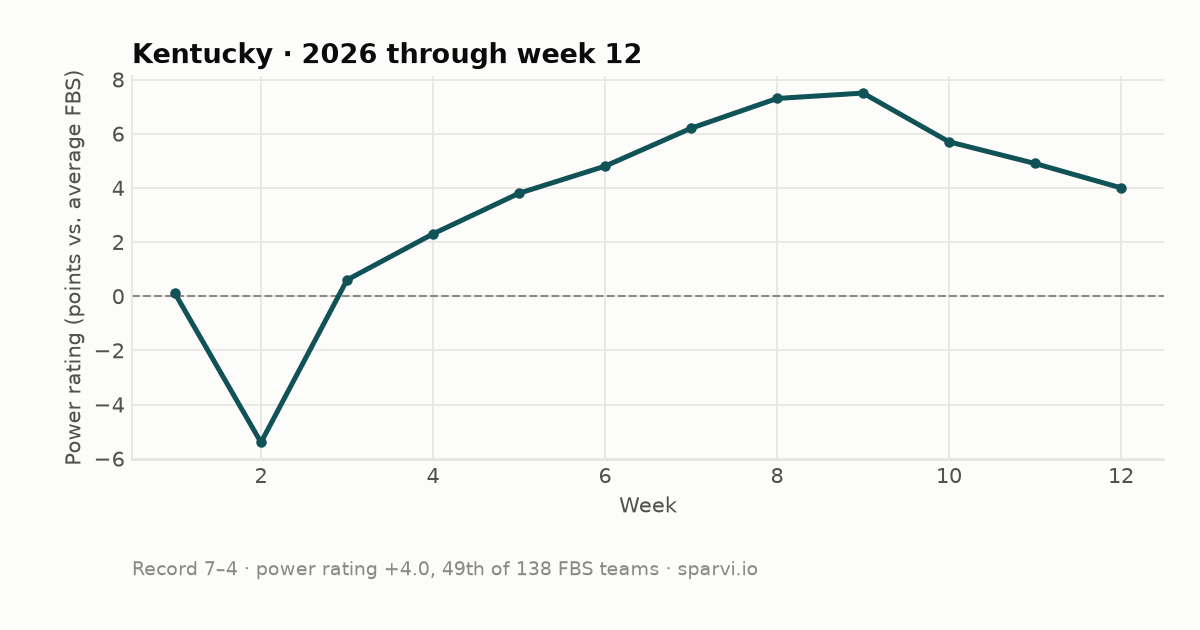 Kentucky · 2026 through week 12
Power rating (points vs. average FBS)
8
6
4
2
0
−2
−4
−6
2 4 6 8 10 12
Week
Record 7–4 · power rating +4.0, 49th of 138 FBS teams · sparvi.io